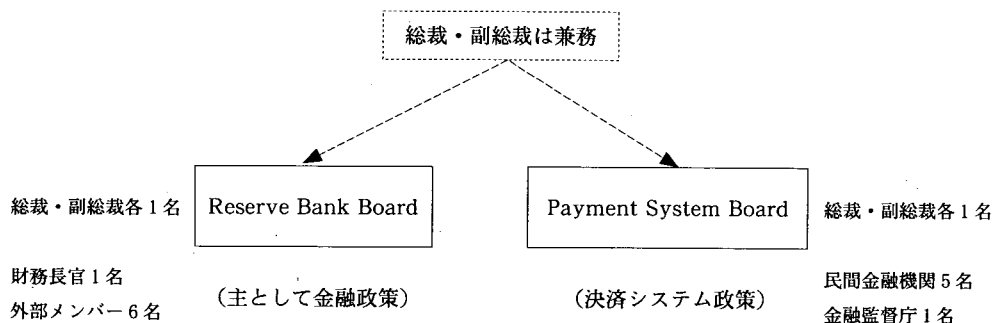 総裁・副総裁は兼務
総裁・副総裁各1名
Reserve Bank Board
Payment System Board
総裁・副総裁各1名
財務長官1名
外部メンバー6名
(主として金融政策)
(決済システム政策)
民間金融機関5名
金融監督庁1名